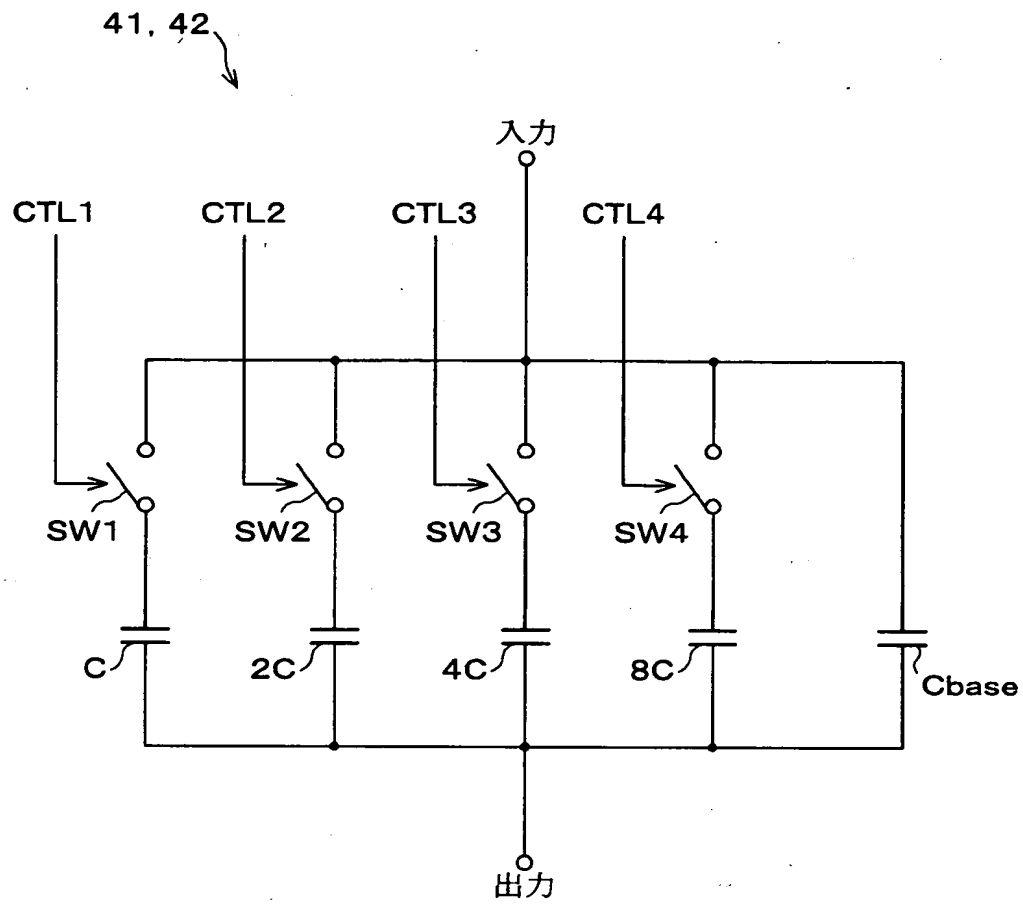 41, 42
入力
CTL1
CTL2
CTL3
CTL4
SW1
SW2
SW3
SW4
C
2C
4C
8C
Cbase
出力